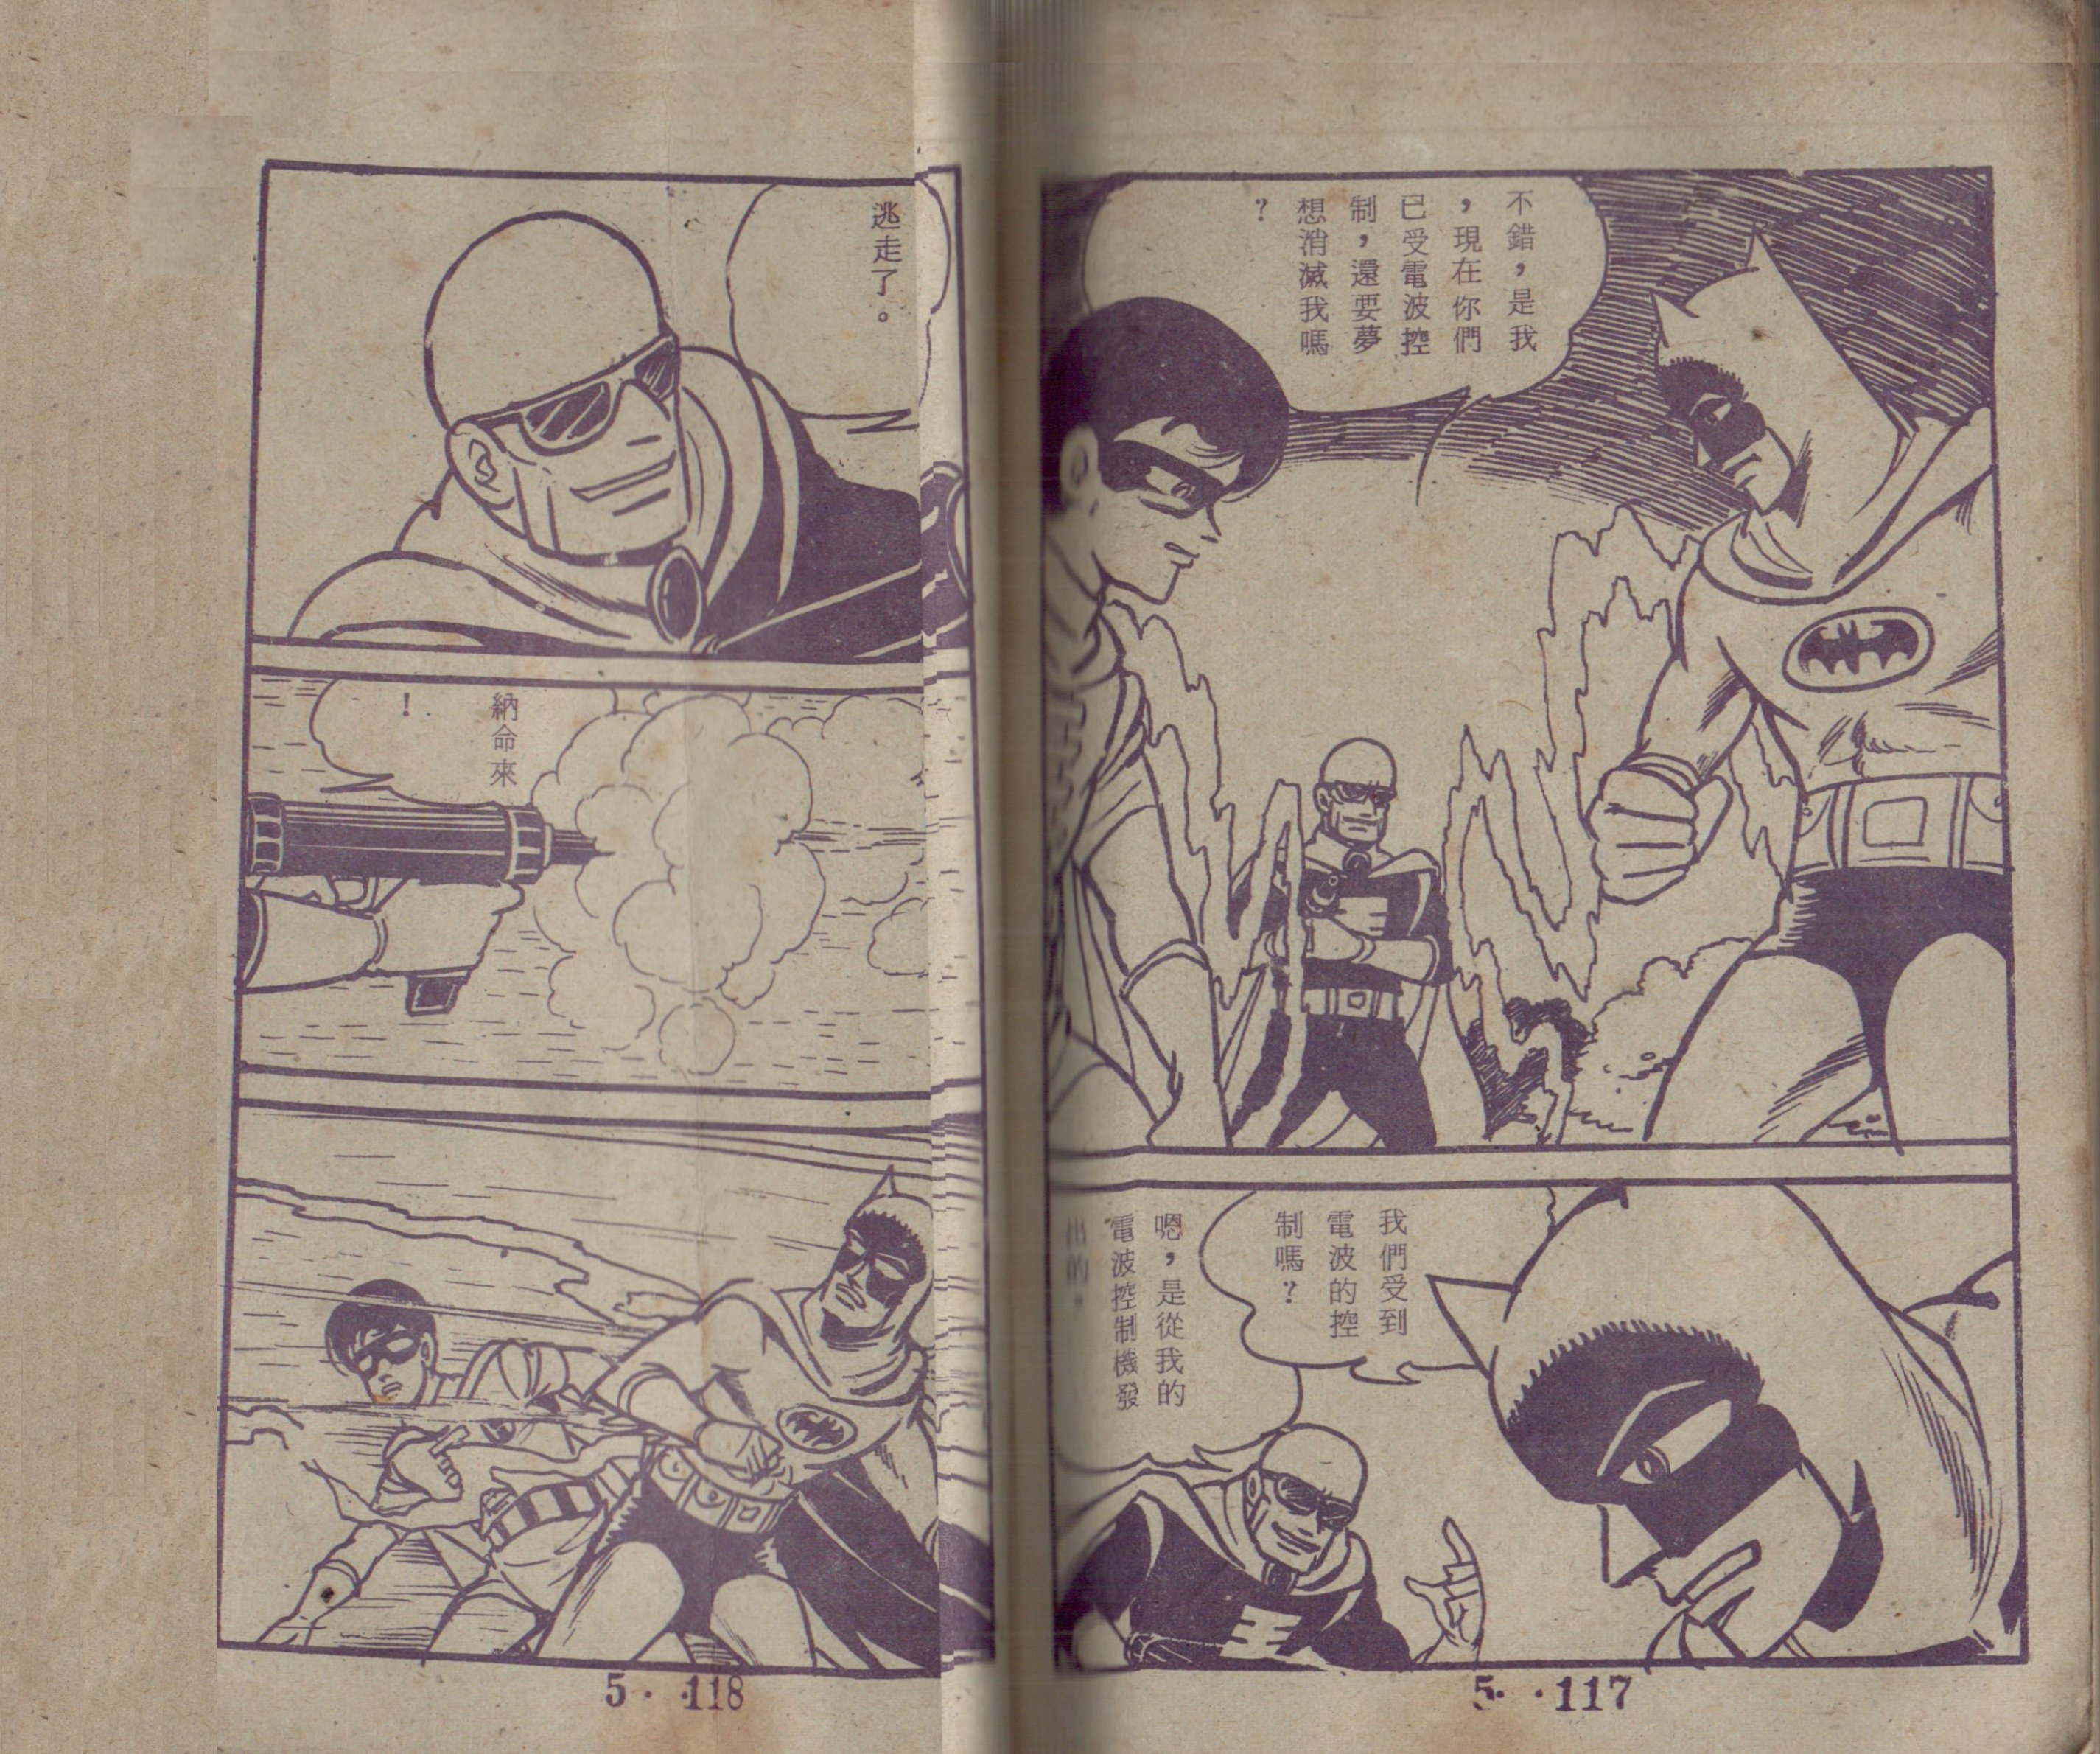 不錯，是我
，現在你們
已受電波控
制，還要夢
想消滅我嗎
？
我們受到
電波的控
制嗎？
嗯，是從我的
電波控制機發
出的。
5．．117
逃走了。
納命來
！
5．．118